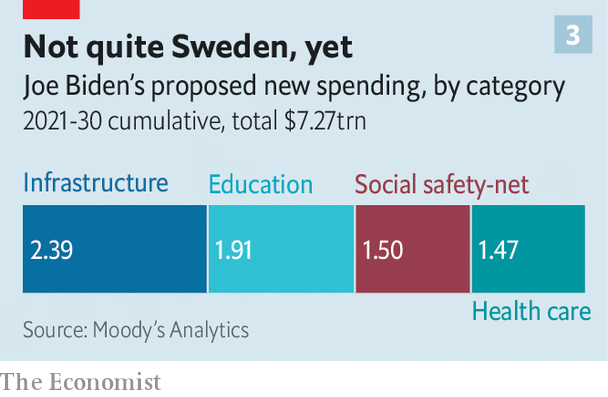 3
Not quite Sweden, yet
Joe Biden’s proposed new spending, by category
2021-30 cumulative, total $7.27trn
Infrastructure Education Social safety-net
2.39 1.91 1.50 1.47
Health care
Source: Moody’s Analytics
The Economist